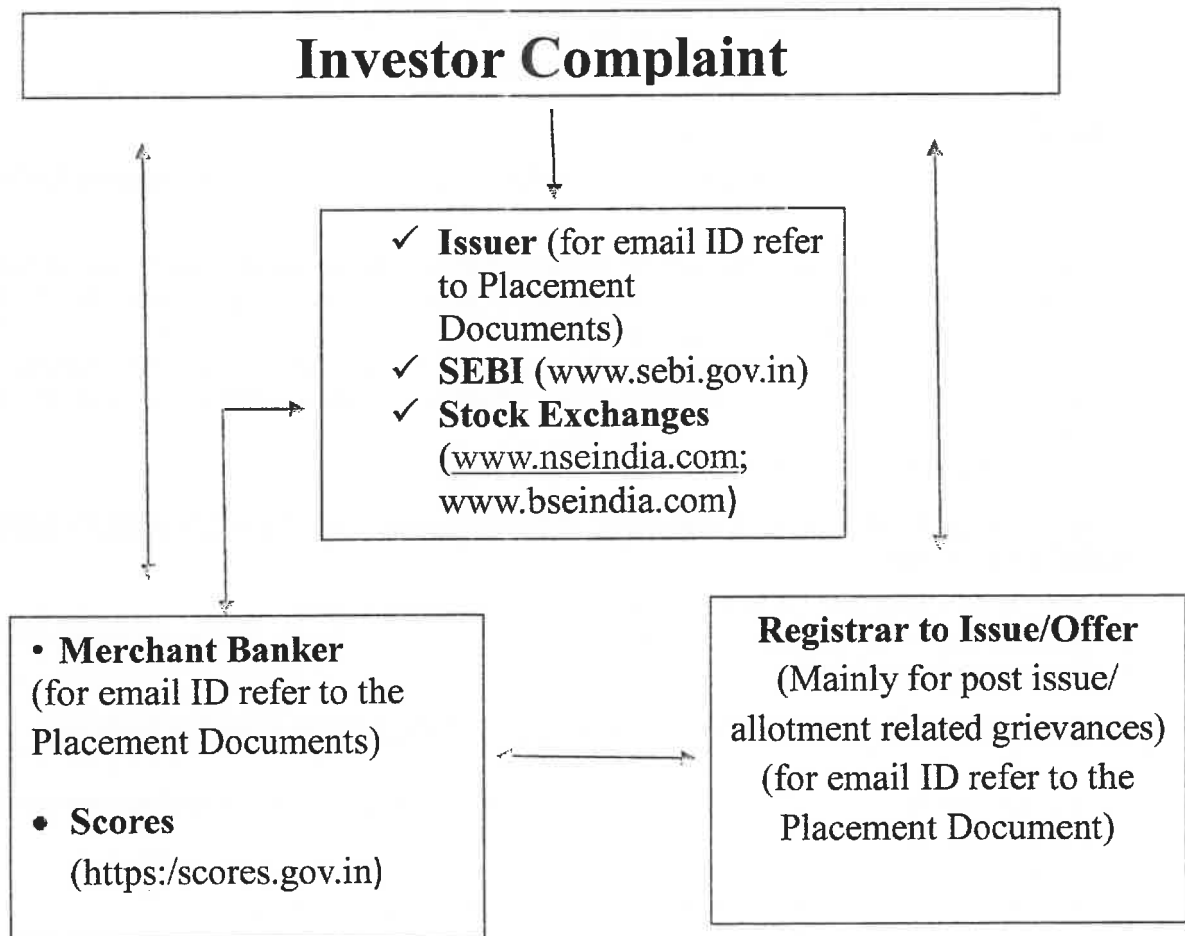 Investor Complaint
✓ Issuer (for email ID refer
to Placement
Documents)
✓ SEBI (www.sebi.gov.in)
✓ Stock Exchanges
(www.nseindia.com;
www.bseindia.com)
• Merchant Banker
(for email ID refer to the
Placement Documents)
• Scores
(https:/scores.gov.in)
Registrar to Issue/Offer
(Mainly for post issue/
allotment related grievances)
(for email ID refer to the
Placement Document)